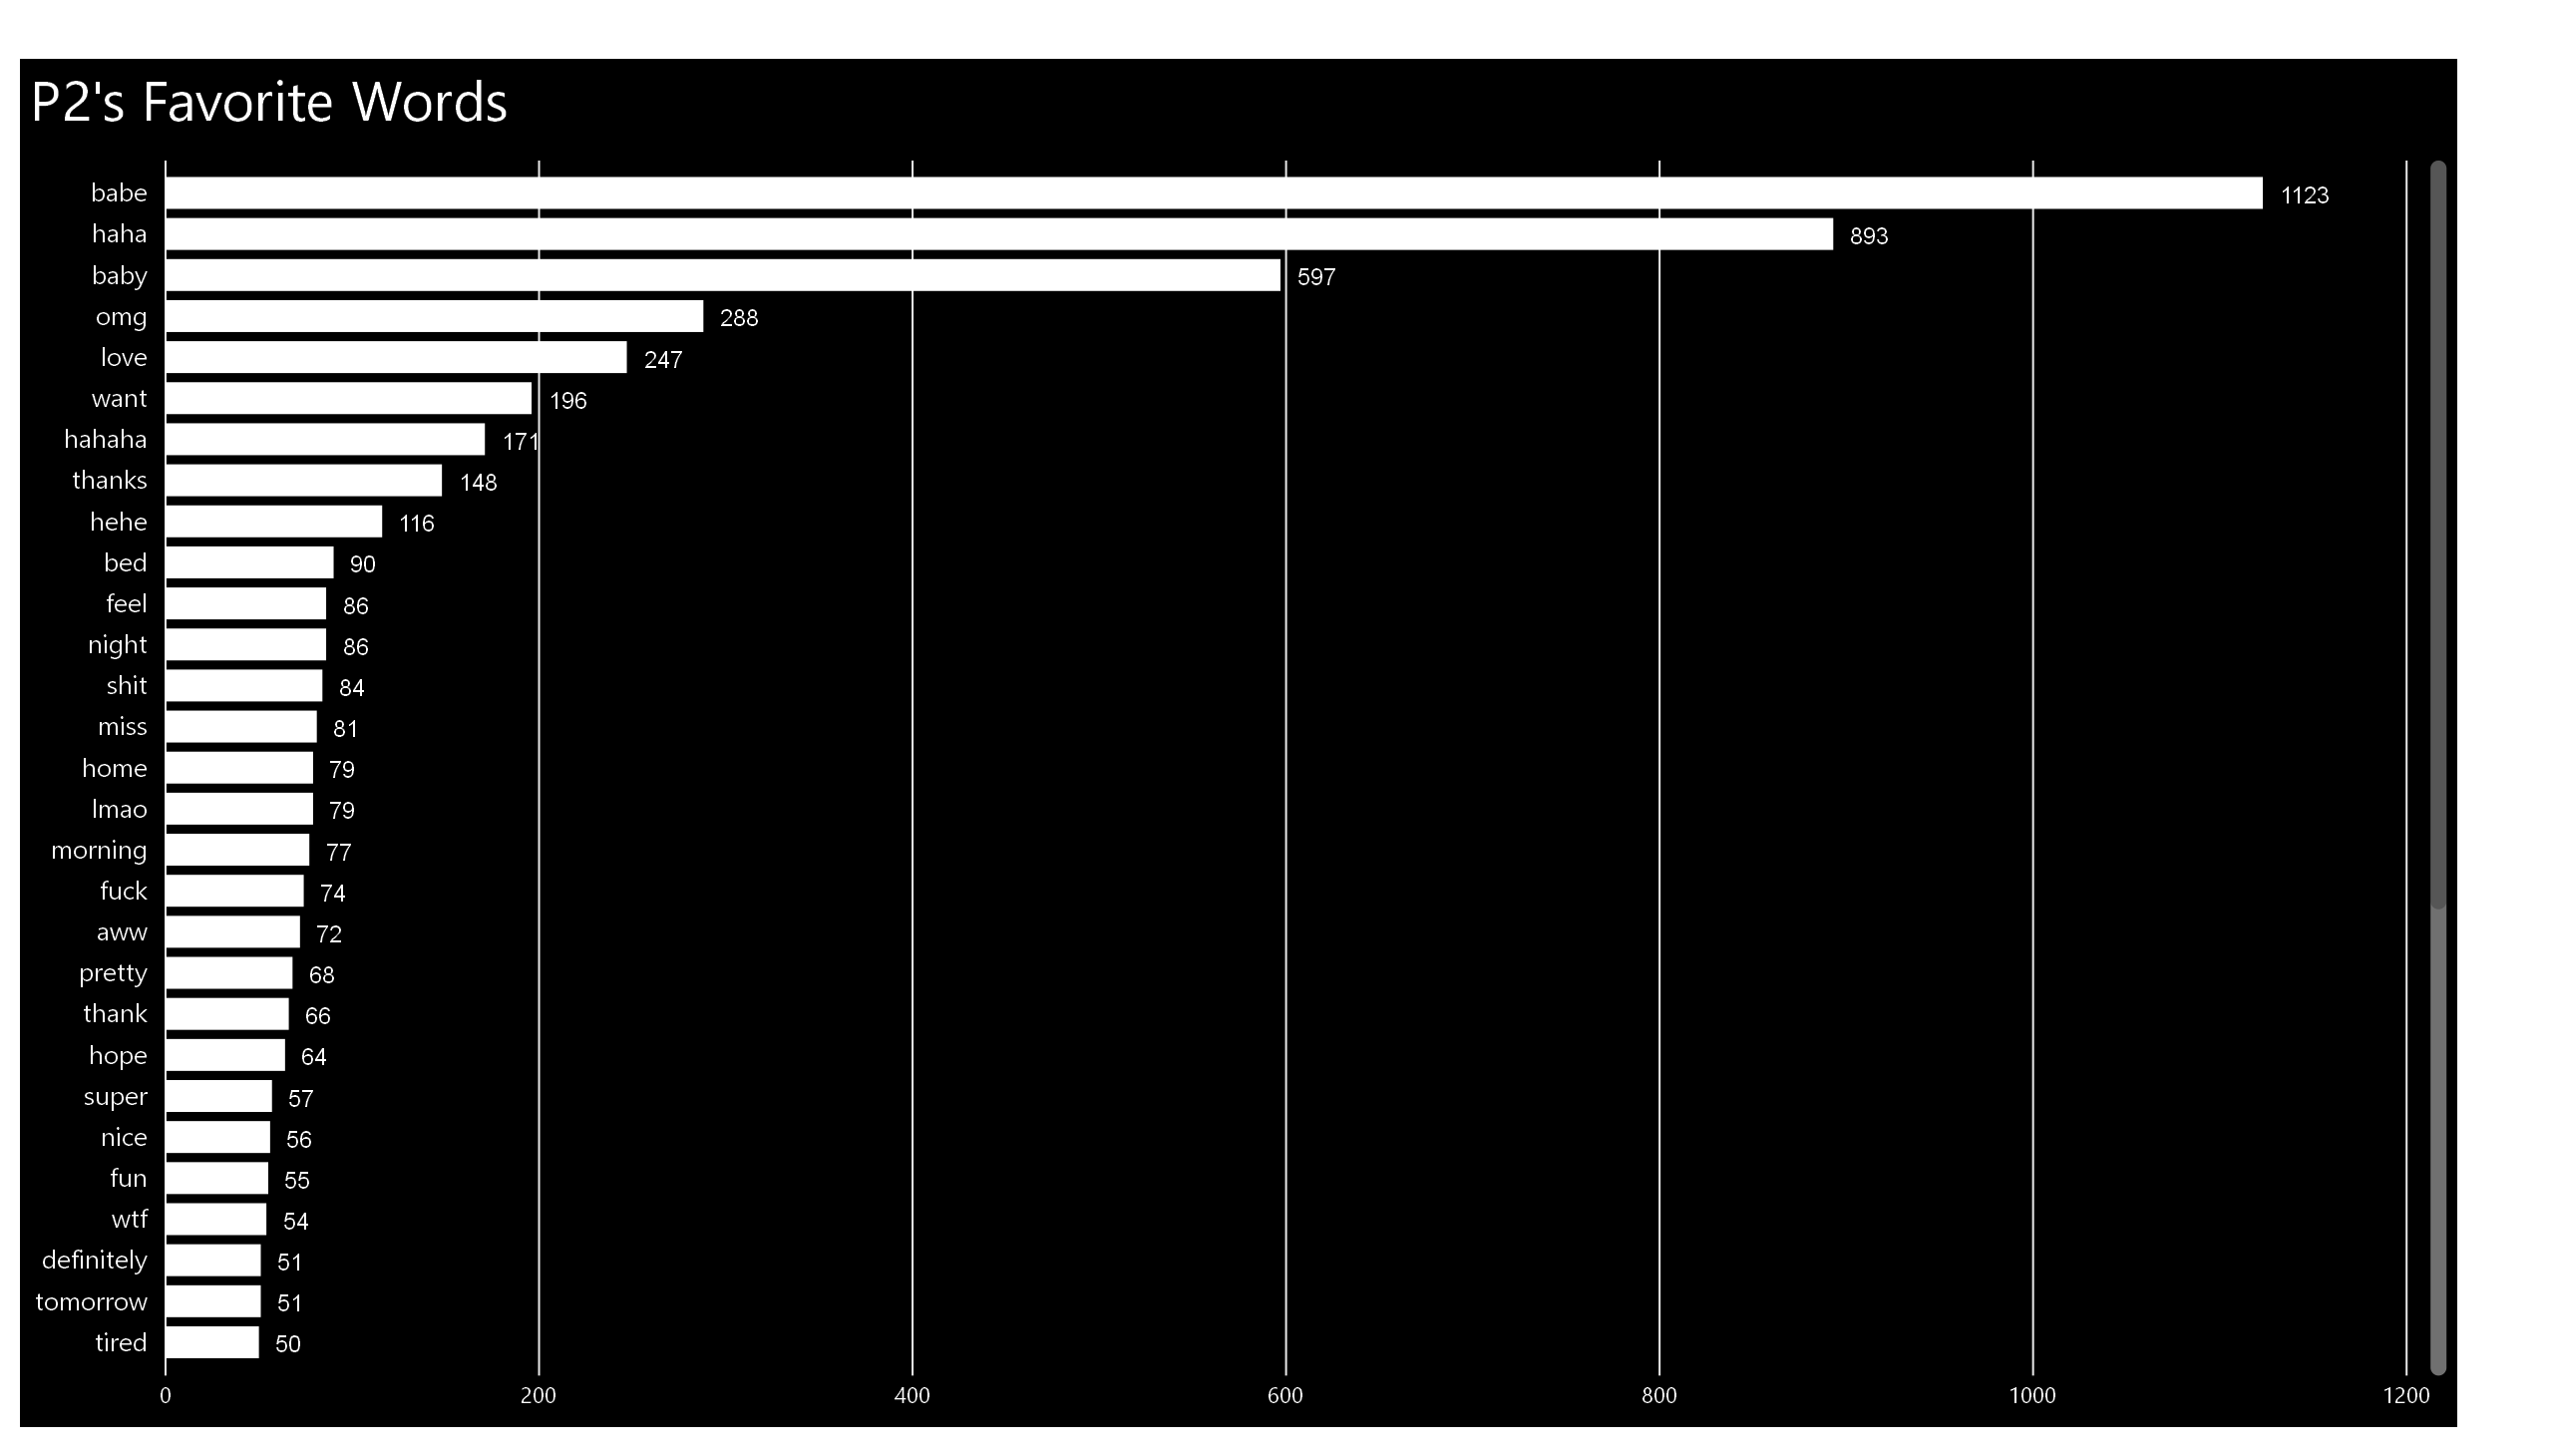 P2's Favorite Words
babe 1123
haha 893
baby 597
omg 288
love 247
want 196
hahaha 171
thanks 148
hehe 116
bed 90
feel 86
night 86
shit 84
miss 81
home 79
lmao 79
morning 77
fuck 74
aww 72
pretty 68
thank 66
hope 64
super 57
nice 56
fun 55
wtf 54
definitely 51
tomorrow 51
tired 50
0 200 400 600 800 1000 1200